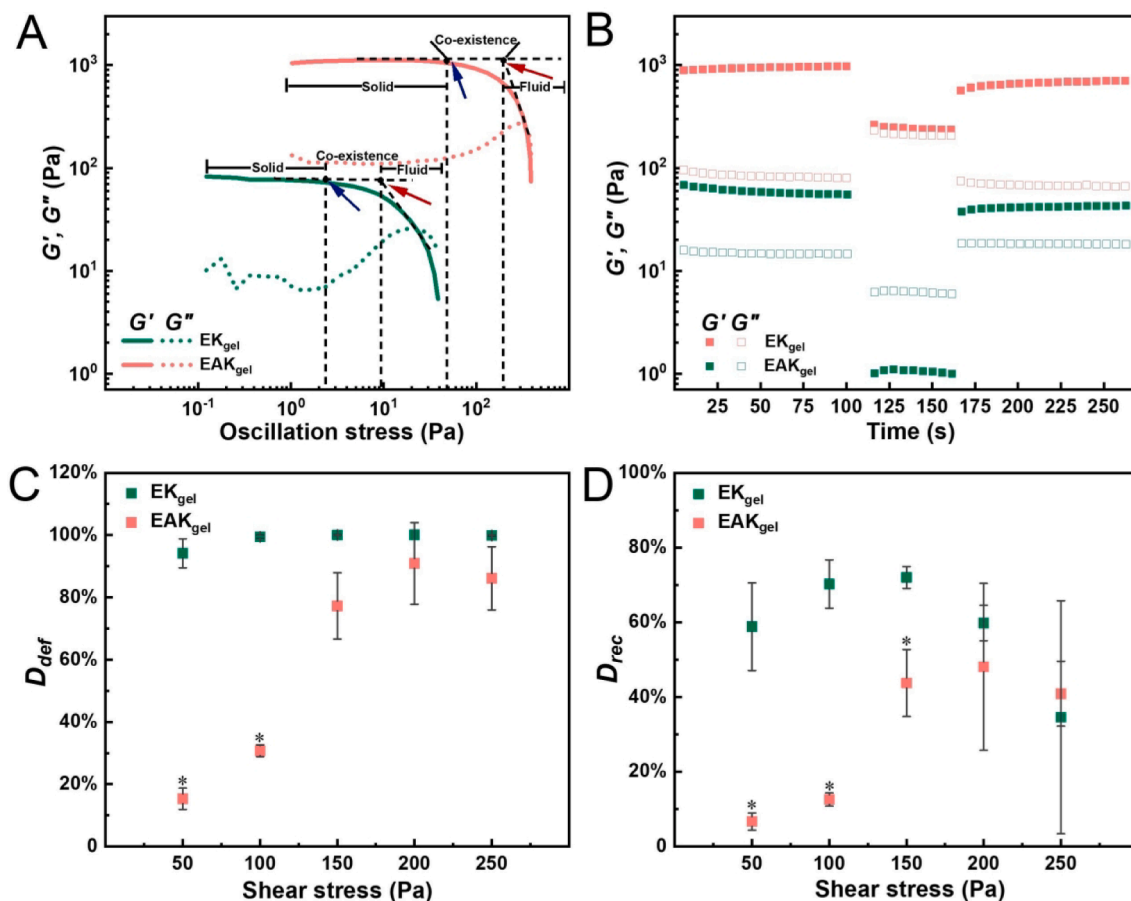 A
Co-existence
Solid
Fluid
Co-existence
Solid
Fluid
G', G" (Pa)
10³
10²
10¹
10⁰
G' G"
EKgel
EAKgel
10⁻¹ 10⁰ 10¹ 10²
Oscillation stress (Pa)
B
G', G" (Pa)
10³
10²
10¹
10⁰
G' G"
EKgel
EAKgel
25 50 75 100 125 150 175 200 225 250
Time (s)
C
120%
100%
80%
60%
40%
20%
0
Ddef
EKgel
EAKgel
*
*
50 100 150 200 250
Shear stress (Pa)
D
100%
80%
60%
40%
20%
0
Drec
EKgel
EAKgel
*
*
*
50 100 150 200 250
Shear stress (Pa)